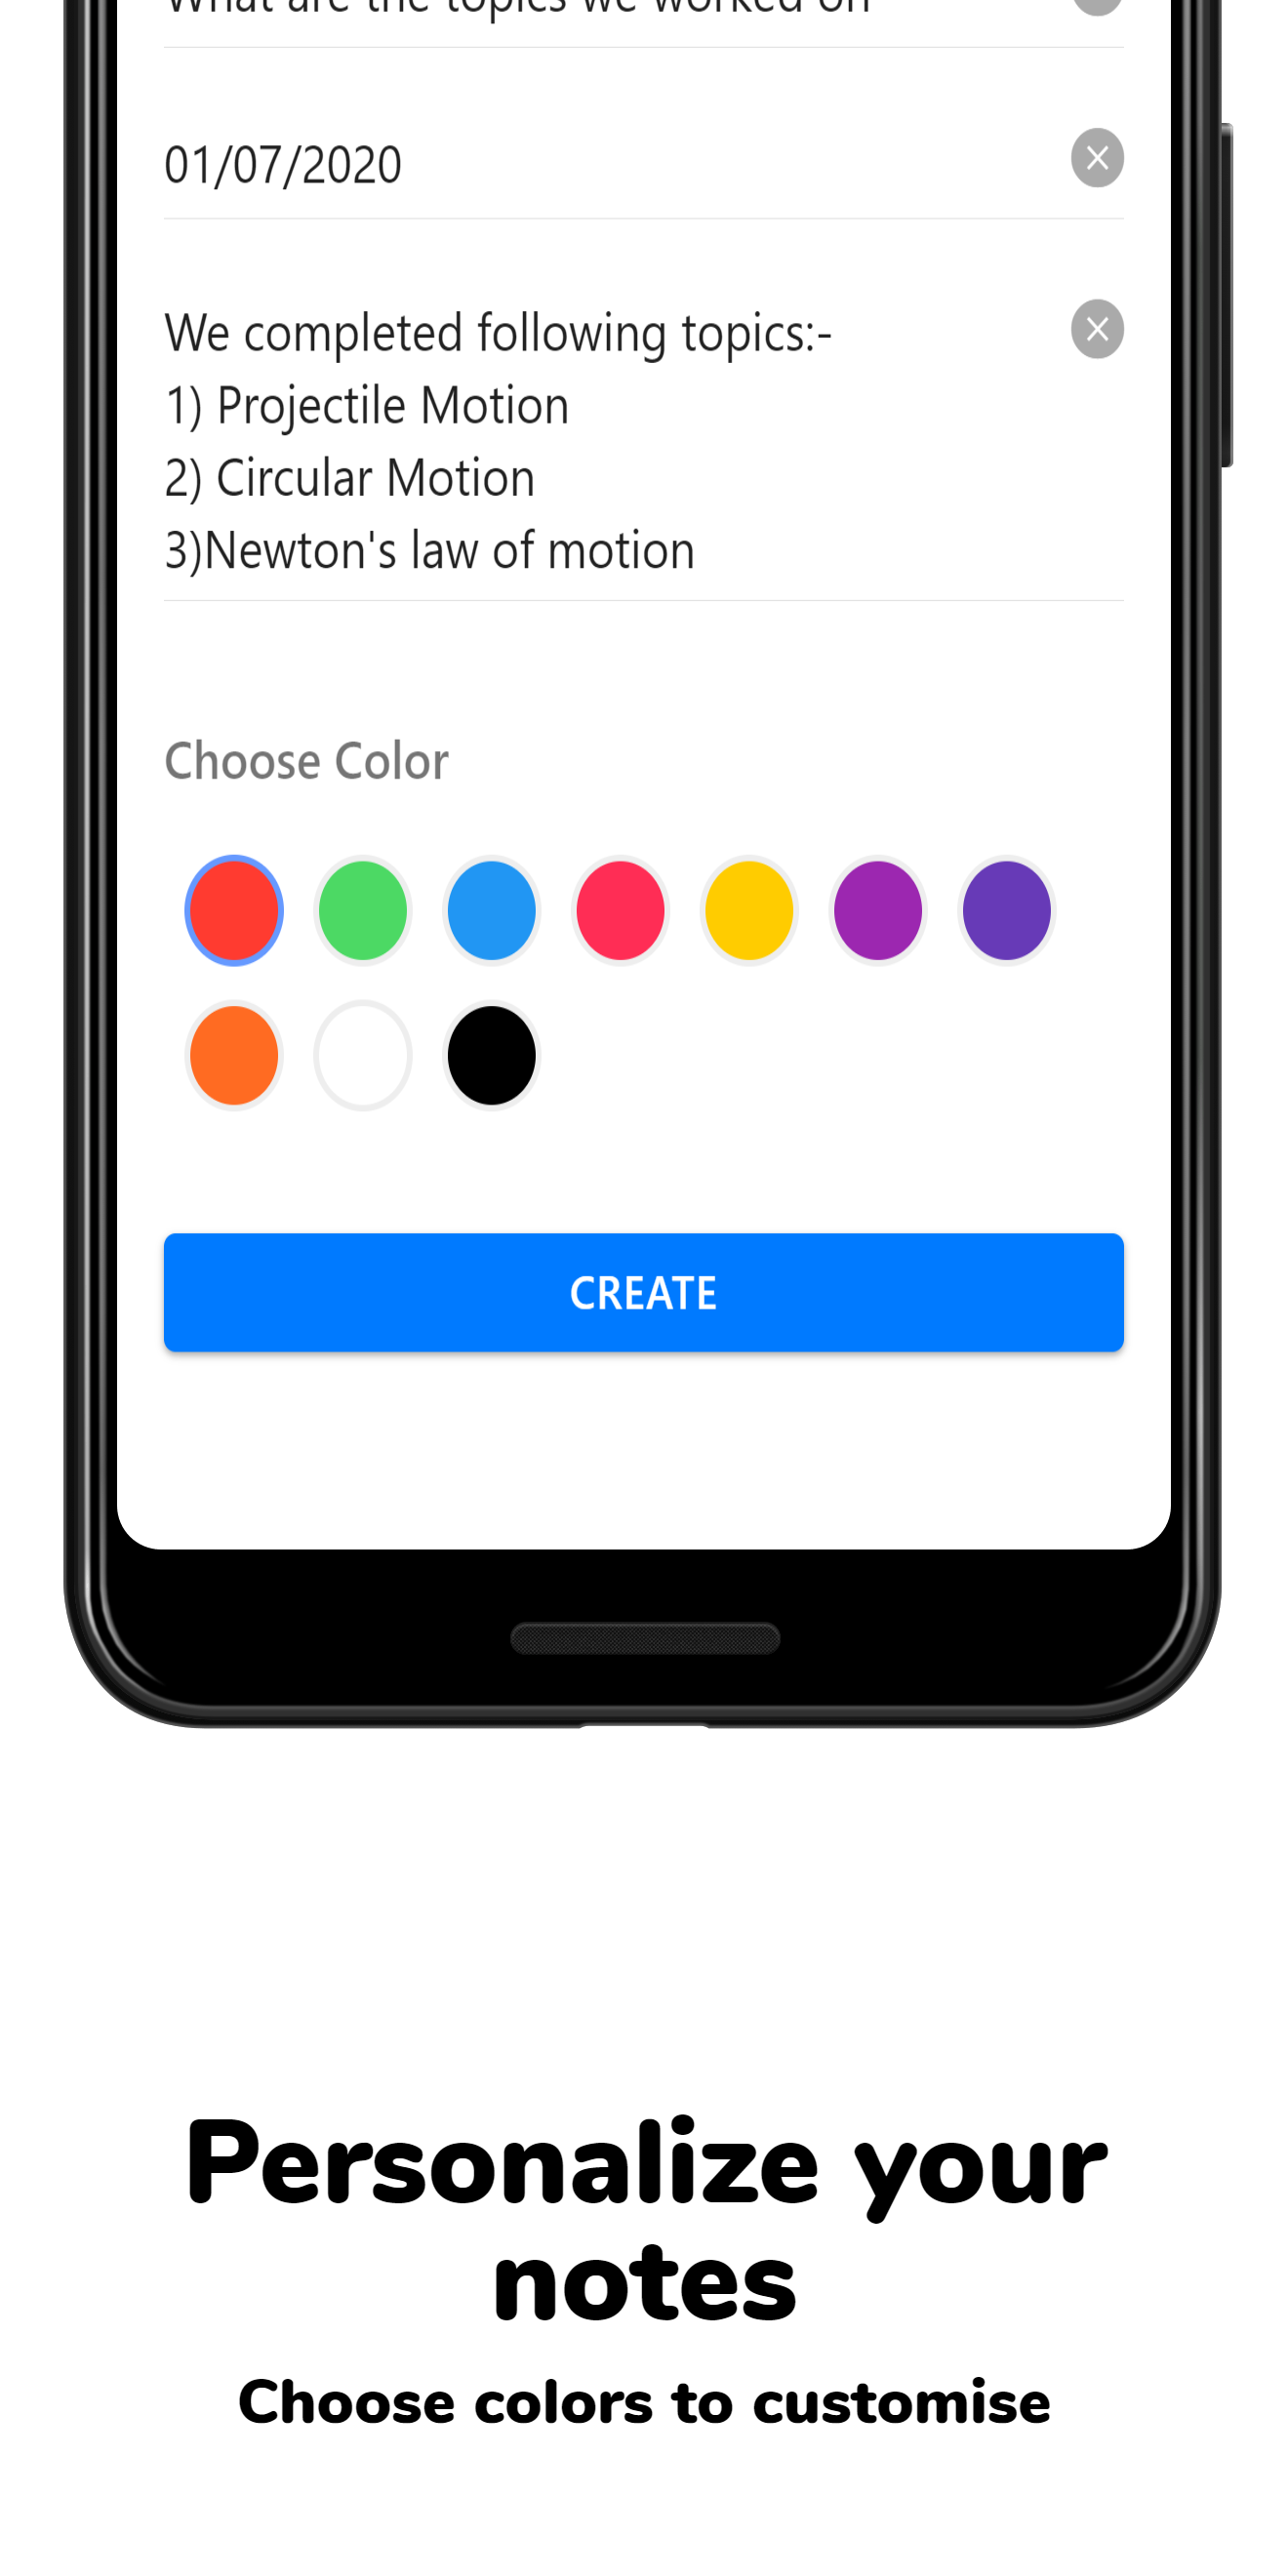 What are the topics we worked on
01/07/2020
We completed following topics:-
1) Projectile Motion
2) Circular Motion
3)Newton's law of motion
Choose Color
CREATE
Personalize your
notes
Choose colors to customise